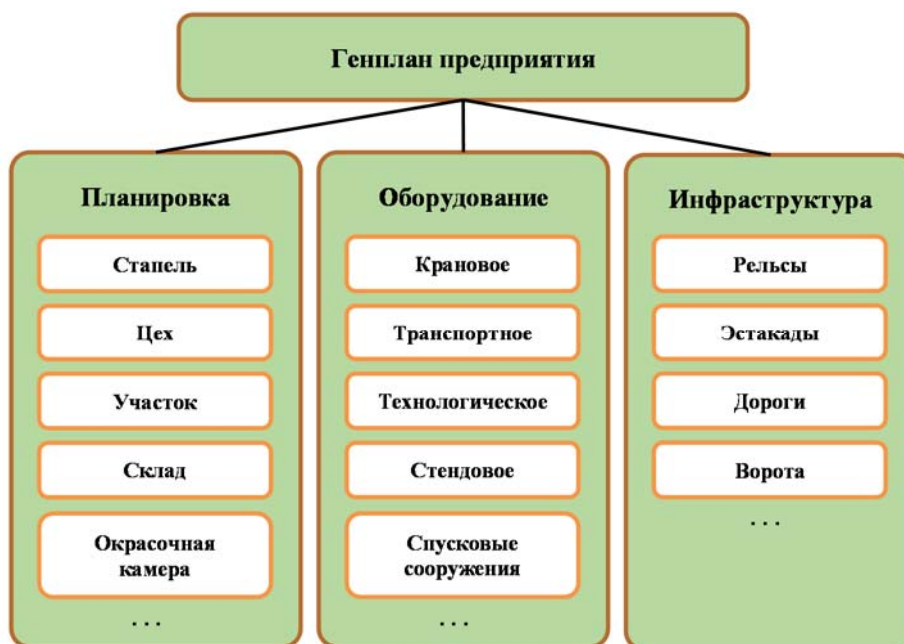 Генплан предприятия
Планировка
Стапель
Цех
Участок
Склад
Окрасочная
камера
...
Оборудование
Крановое
Транспортное
Технологическое
Стендовое
Спусковые
сооружения
...
Инфраструктура
Рельсы
Эстакады
Дороги
Ворота
...